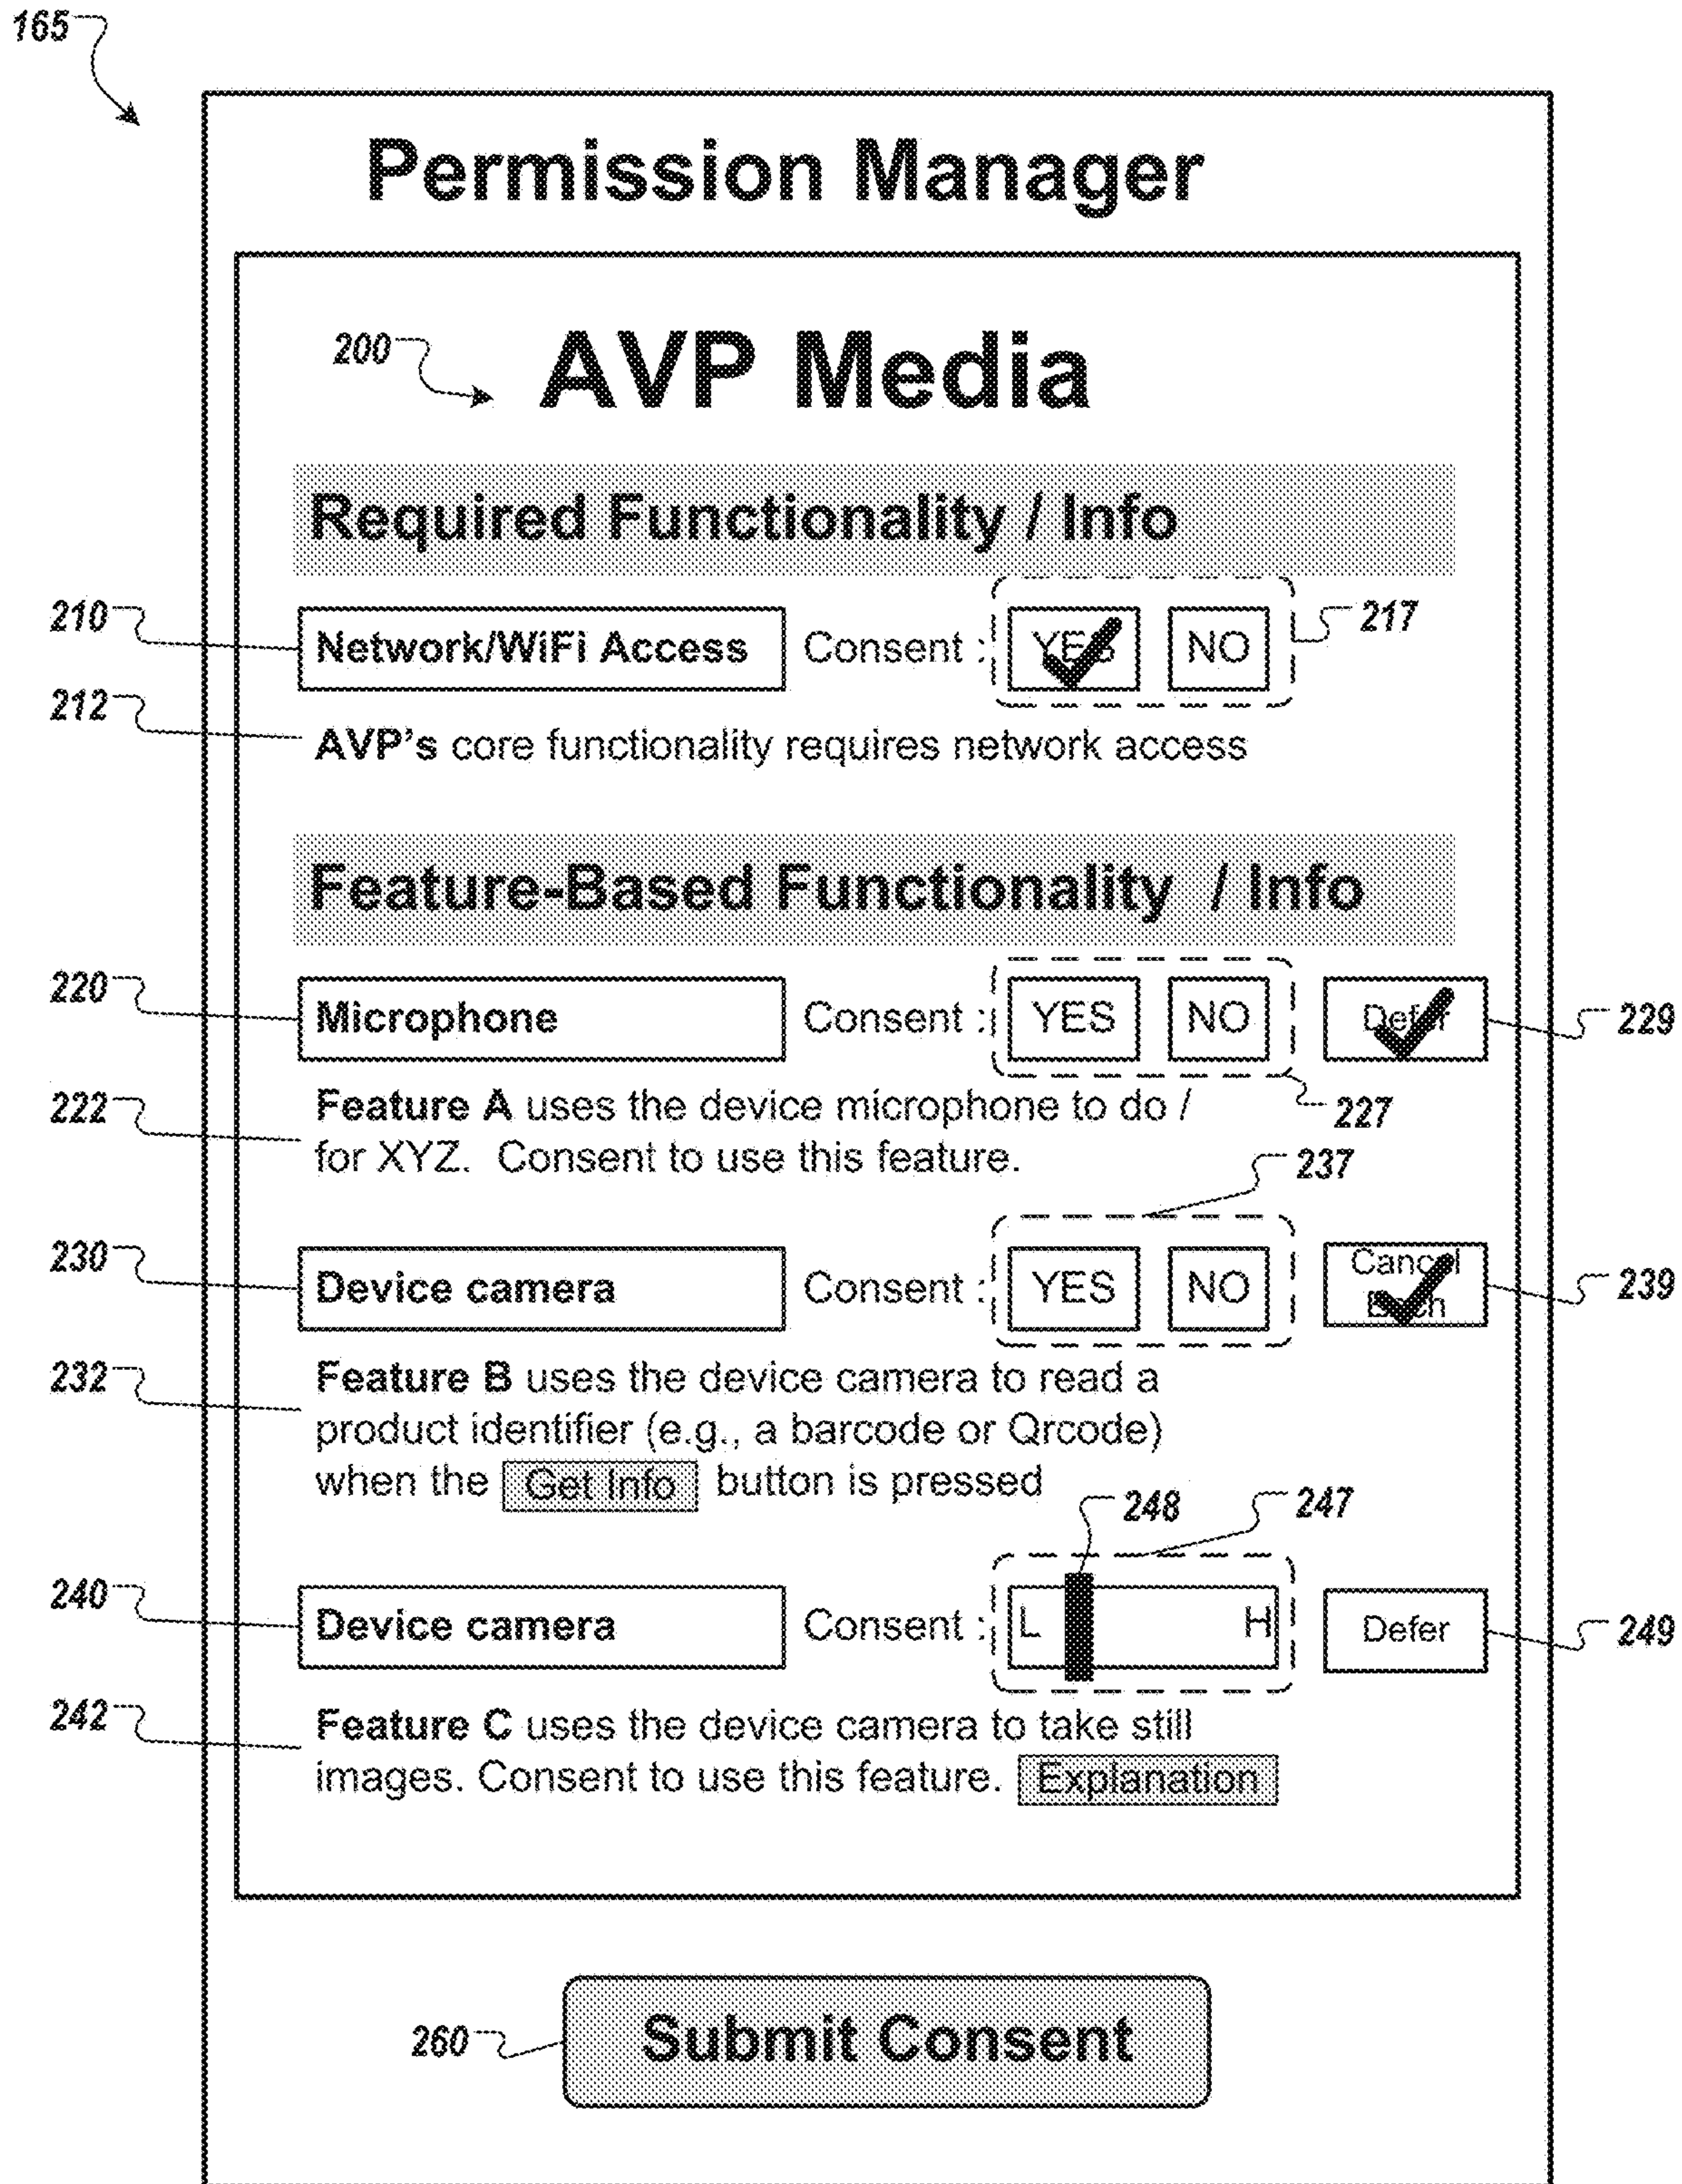 165
Permission Manager
200 AVP Media
Required Functionality / Info
210 Network/WiFi Access Consent : YES NO 217
212 AVP's core functionality requires network access
Feature-Based Functionality / Info
220 Microphone Consent : YES NO Defer 229
222 Feature A uses the device microphone to do / 227
for XYZ. Consent to use this feature. 237
230 Device camera Consent : YES NO Cancel 239
232 Feature B uses the device camera to read a
product identifier (e.g., a barcode or Qrcode)
when the Get Info button is pressed 248 247
240 Device camera Consent : L H Defer 249
242 Feature C uses the device camera to take still
images. Consent to use this feature. Explanation
260 Submit Consent